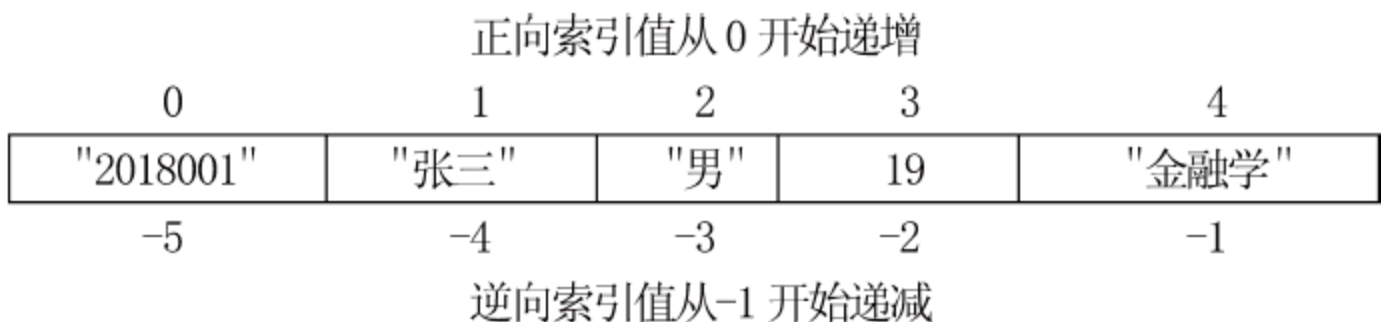 正向索引值从0开始递增
0 1 2 3 4
"2018001" "张三" "男" 19 "金融学"
-5 -4 -3 -2 -1
逆向索引值从-1开始递减